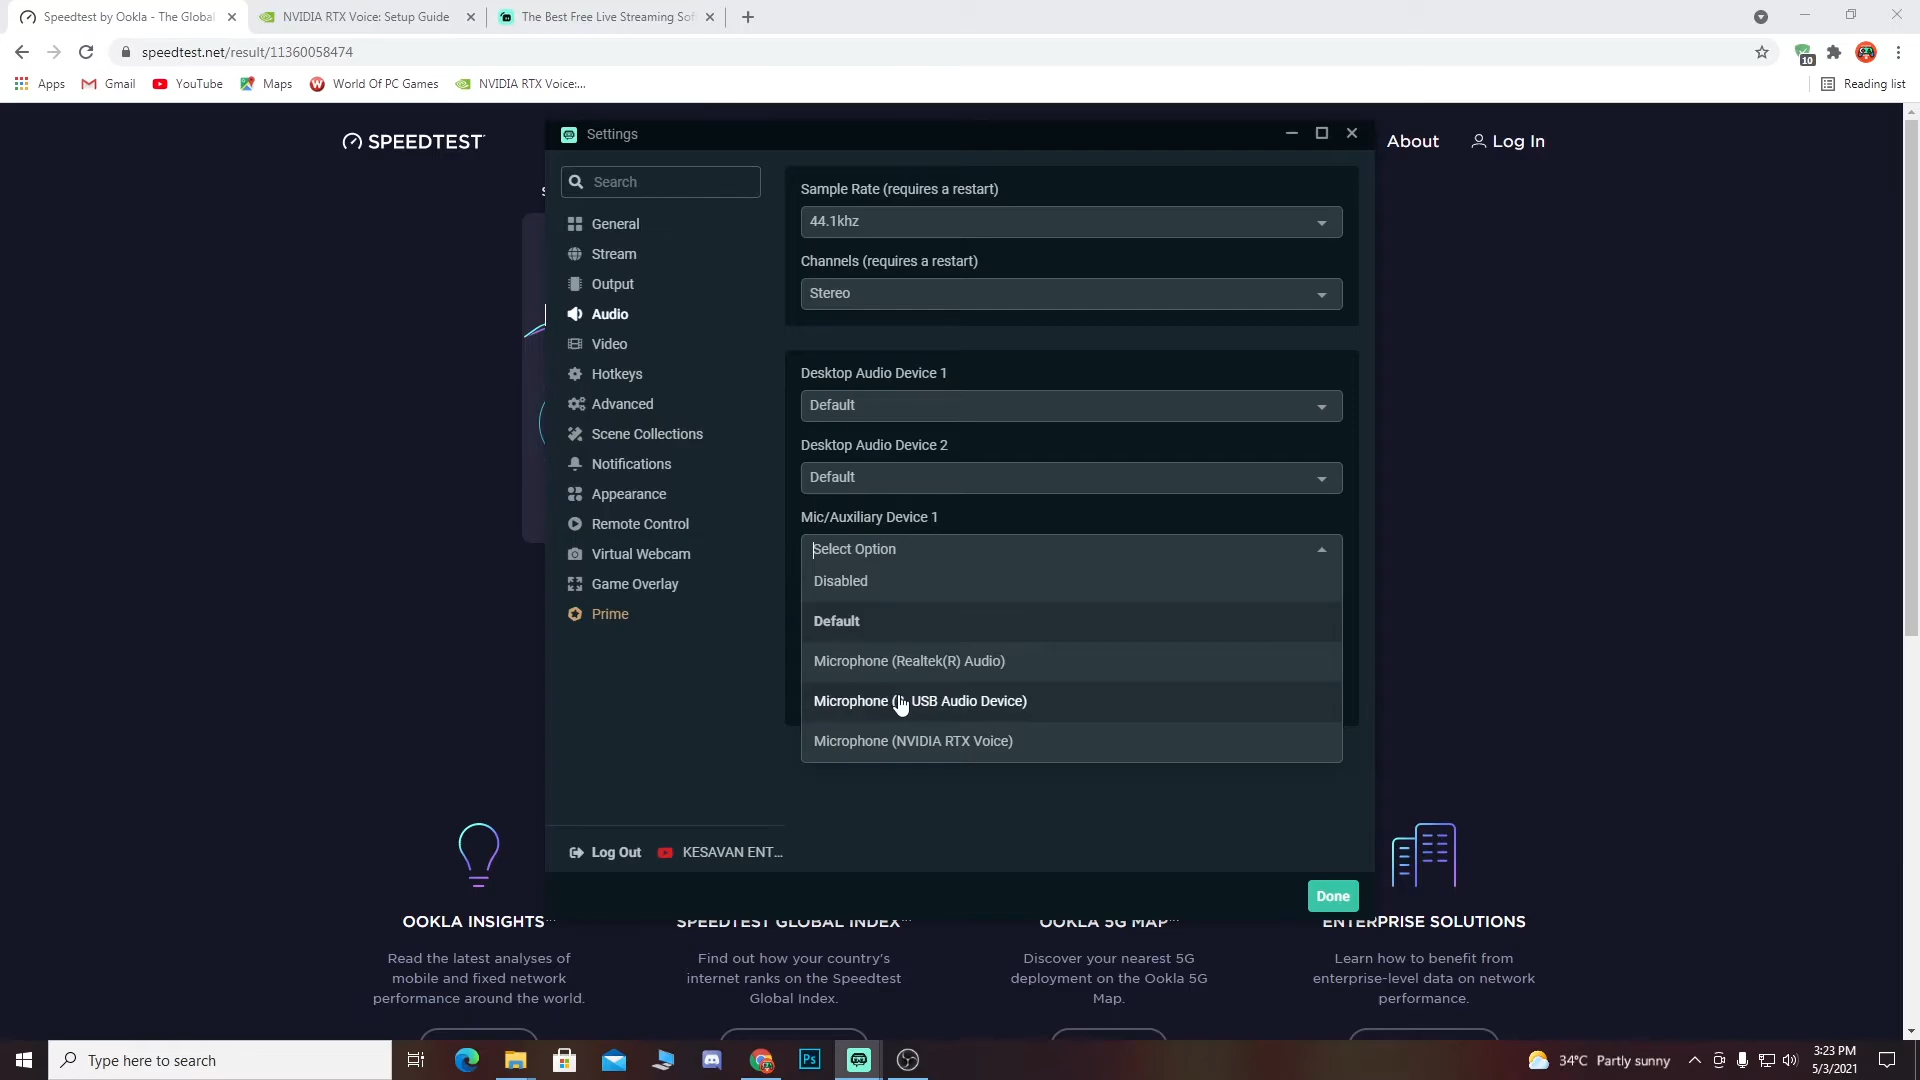 Speedtest by Ookla - The Global
NVIDIA RTX Voice: Setup Guide
The Best Free Live Streaming Sof
speedtest.net/result/11360058474
10
Apps
Gmail
YouTube
Maps
World Of PC Games
NVIDIA RTX Voice:...
Reading list
SPEEDTEST
About
Log In
Settings
Search
General
Stream
Output
Audio
Video
Hotkeys
Advanced
Scene Collections
Notifications
Appearance
Remote Control
Virtual Webcam
Game Overlay
Prime
Log Out
KESAVAN ENT...
Sample Rate (requires a restart)
44.1khz
Channels (requires a restart)
Stereo
Desktop Audio Device 1
Default
Desktop Audio Device 2
Default
Mic/Auxiliary Device 1
Select Option
Disabled
Default
Microphone (Realtek(R) Audio)
Microphone ( USB Audio Device)
Microphone (NVIDIA RTX Voice)
Done
OOKLA INSIGHTS™
Read the latest analyses of
mobile and fixed network
performance around the world.
SPEEDTEST GLOBAL INDEX™
Find out how your country's
internet ranks on the Speedtest
Global Index.
OOKLA 5G MAP™
Discover your nearest 5G
deployment on the Ookla 5G
Map.
ENTERPRISE SOLUTIONS
Learn how to benefit from
enterprise-level data on network
performance.
Type here to search
Ps
34°C Partly sunny
3:23 PM
5/3/2021